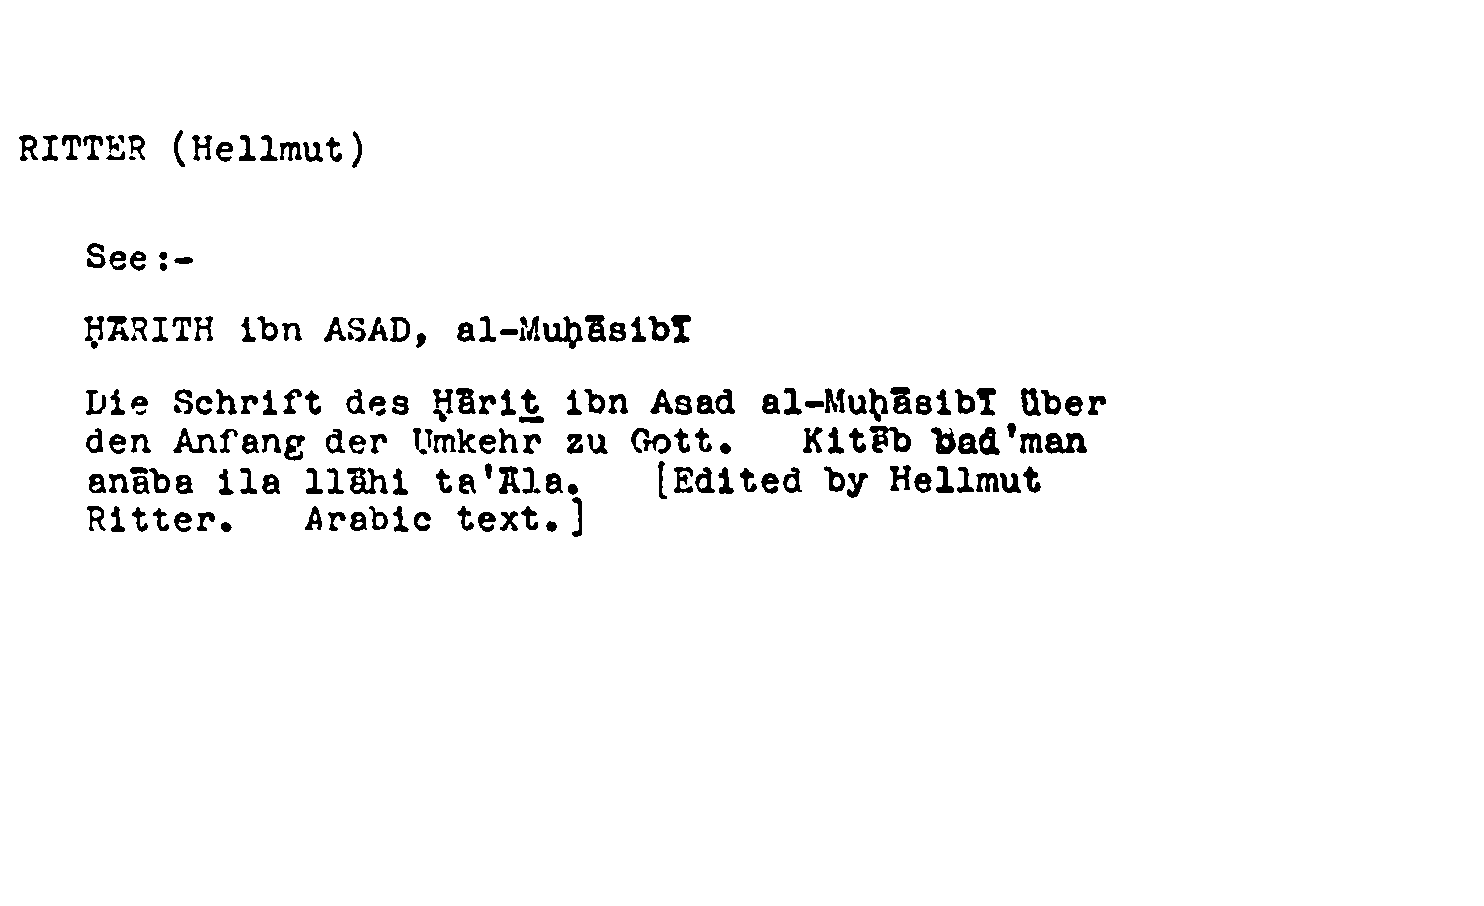 RITTER (Hellmut)
See:-
ḤĀRITH ibn ASAD, al-Muḥāsibī
Die Schrift des Ḥāriṯ ibn Asad al-Muḥāsibī über
den Anfang der Umkehr zu Gott. Kitāb bad'man
anāba ila llāhi ta'Āla. [Edited by Hellmut
Ritter. Arabic text.]